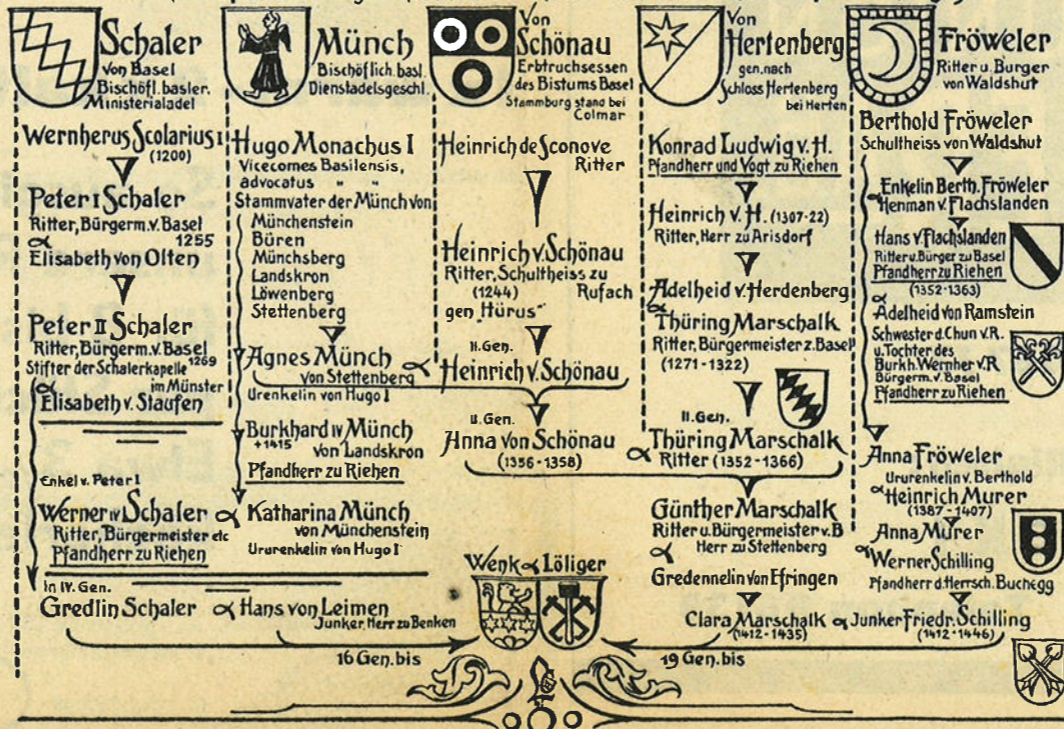 Schaler
von Basel
Bischöfl. basler.
Ministerialadel
Wernherus Scolarius I
(1200)
Peter I Schaler
Ritter, Bürgerm. v. Basel
1255
∝
Elisabeth von Olten
Peter II Schaler
Ritter, Bürgerm. v. Basel
Stifter der Schalerkapelle 1269
im Münster
∝
Elisabeth v. Staufen
Enkel v. Peter I
Werner IV Schaler ∝
Ritter, Bürgermeister etc
Pfandherr zu Riehen
In IV. Gen.
Gredlin Schaler ∝ Hans von Leimen
Junker, Herr zu Benken
16 Gen. bis
Münch
Bischöflich. basl.
Dienstadelsgeschl.
Hugo Monachus I
Vicecomes Basilensis,
advocatus " "
Stammvater der Münch von
Münchenstein
Büren
Münchsberg
Landskron
Löwenberg
Stettenberg
Agnes Münch ∝
von Stettenberg
Urenkelin von Hugo I
Burkhard IV Münch
+1415 von Landskron
Pfandherr zu Riehen
Katharina Münch
von Münchenstein
Ururenkelin von Hugo I
Von
Schönau
Erbtruchsessen
des Bistums Basel
Stammburg stand bei
Colmar
Heinrich de Sconove
Ritter
Heinrich v. Schönau
Ritter, Schultheiss zu
(1244) Rufach
gen. "Hürus"
II. Gen.
Heinrich v. Schönau
II. Gen.
Anna von Schönau
(1356-1358)
Wenk ∝ Löliger
Von
Hertenberg
gen. nach
Schloss Hertenberg
bei Herten
Konrad Ludwig v. H.
Pfandherr und Vogt zu Riehen
Heinrich v. H. (1307-22)
Ritter, Herr zu Arisdorf
Adelheid v. Herdenberg
∝
Thüring Marschalk
Ritter, Bürgermeister z. Basel
(1271-1322)
II. Gen.
∝ Thüring Marschalk
Ritter (1352-1366)
Günther Marschalk
Ritter u. Bürgermeister v. B
∝ Herr zu Stettenberg
Gredennelin von Efringen
Clara Marschalk ∝ Junker Friedr. Schilling
(1412-1435) (1412-1446)
19 Gen. bis
Fröweler
Ritter u. Burger
von Waldshut
Berthold Fröweler
Schultheiss von Waldshut
Enkelin Berth. Fröweler
∝ Henman v. Flachslanden
Hans v. Flachslanden
Ritter u. Bürger zu Basel
Pfandherr zu Riehen
(1352-1363)
∝
Adelheid von Ramstein
Schwester d. Chun v. R.
u. Tochter des
Burkh. Wernher v. R
Bürgerm. v. Basel
Pfandherr zu Riehen
Anna Fröweler
Ururenkelin v. Berthold
∝ Heinrich Murer
(1387-1407)
Anna Murer
∝ Werner Schilling
Pfandherr d. Herrsch. Buchegg